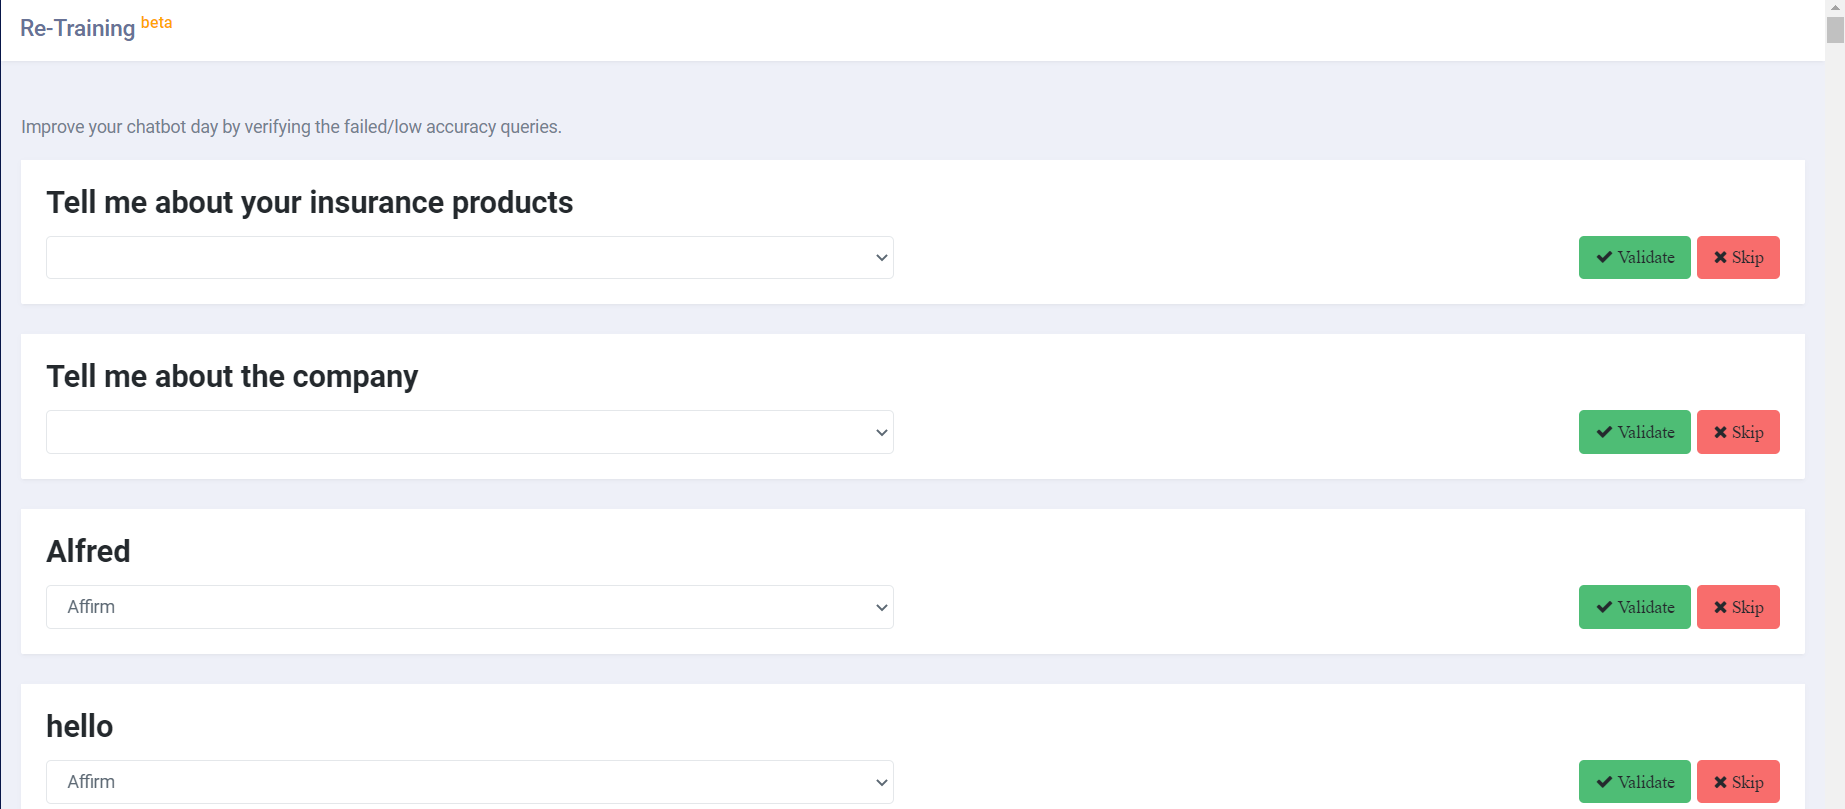 Re-Training beta
Improve your chatbot day by verifying the failed/low accuracy queries.
Tell me about your insurance products
Validate Skip
Tell me about the company
Validate Skip
Alfred
Affirm Validate Skip
hello
Affirm Validate Skip